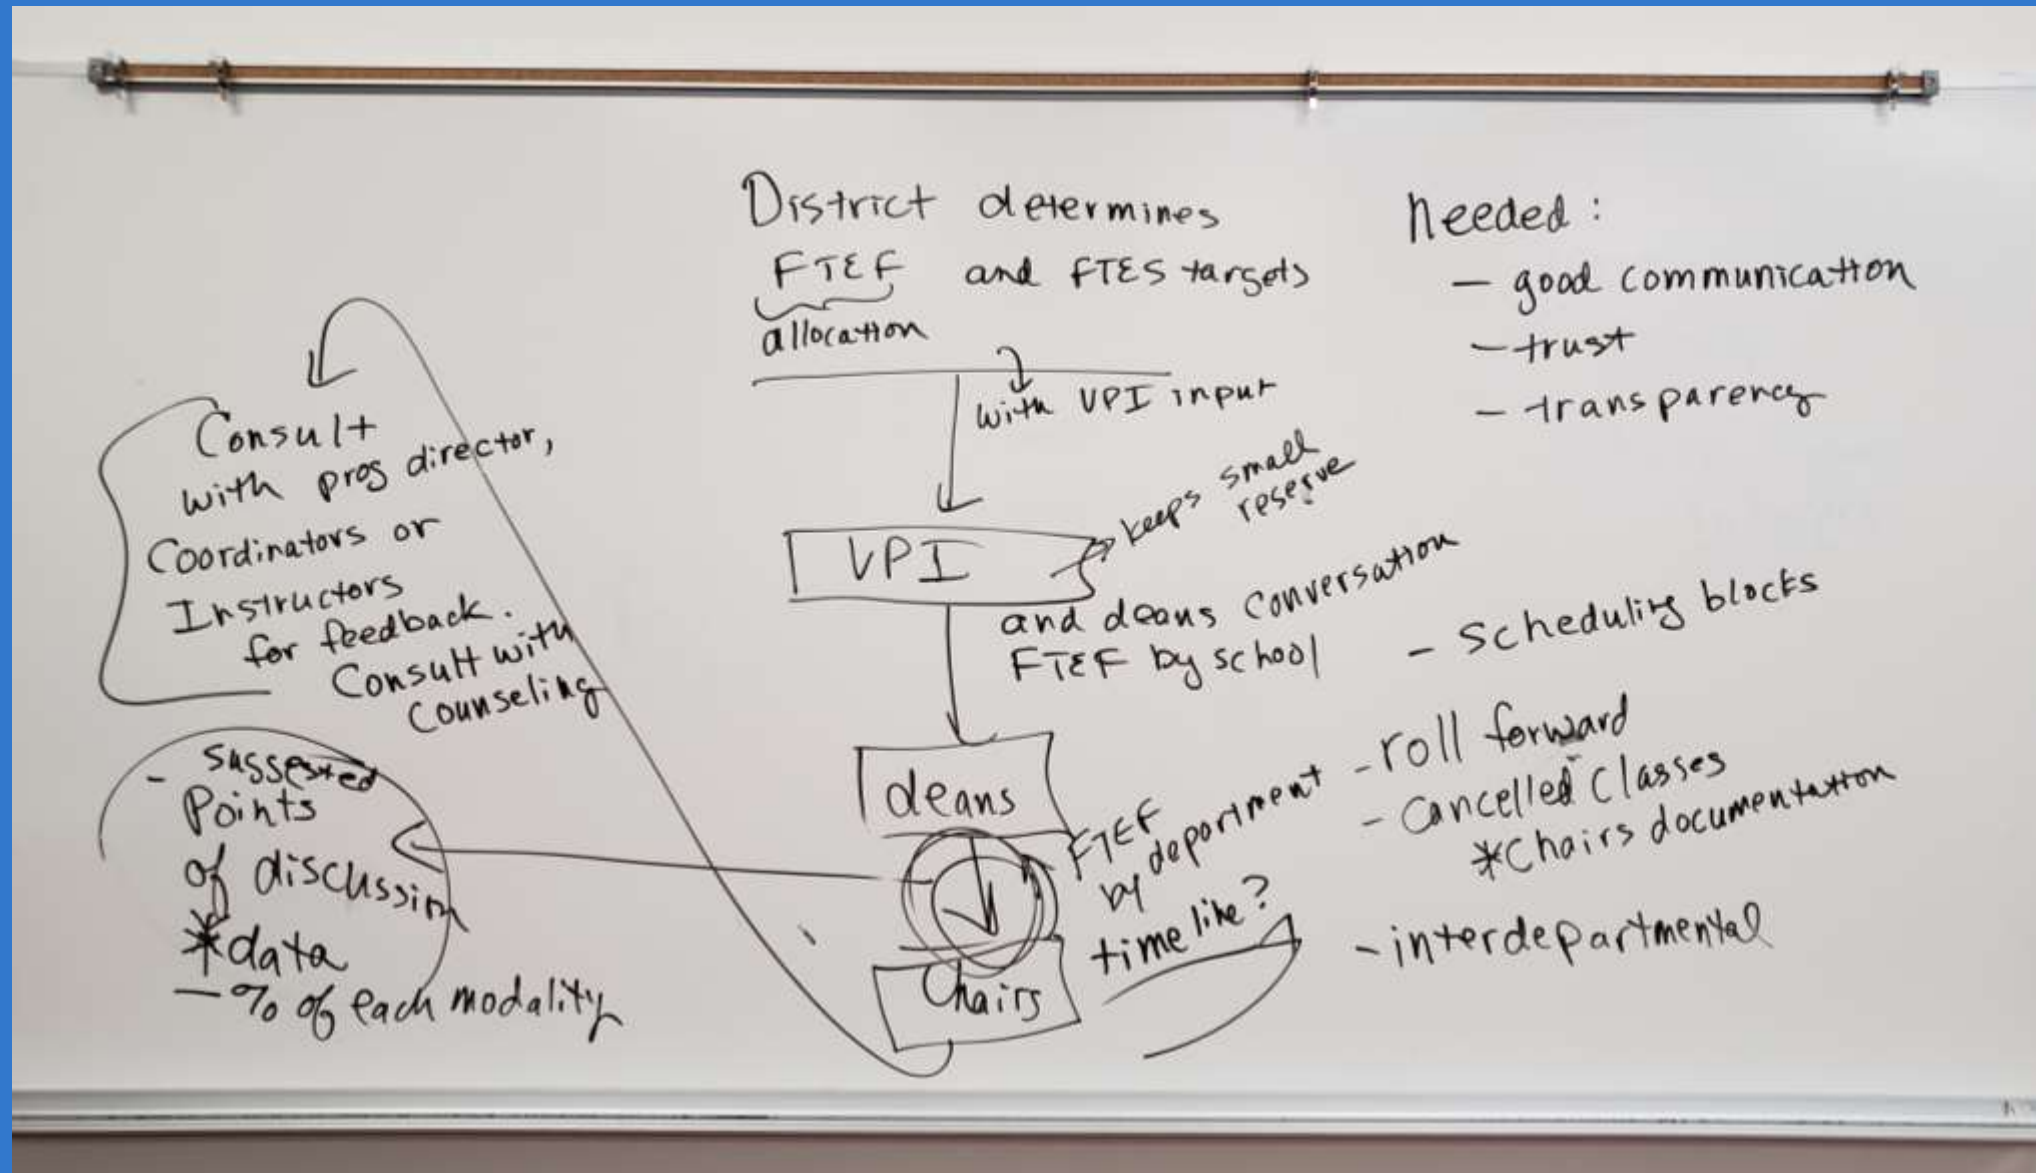 District determines
FTEF and FTES targets
allocation
with VPI input
VPI
keeps small
reserve
and deans conversation
FTEF by school
deans
FTEF
by department
time line?
Chairs
Needed:
- good communication
- trust
- transparency
- Scheduling blocks
- roll forward
- Cancelled Classes
*Chairs documentation
- interdepartmental
Consult
with prog director,
Coordinators or
Instructors
for feedback.
Consult with
Counseling
- Suggested
Points
of discussion
*data
- % of each modality